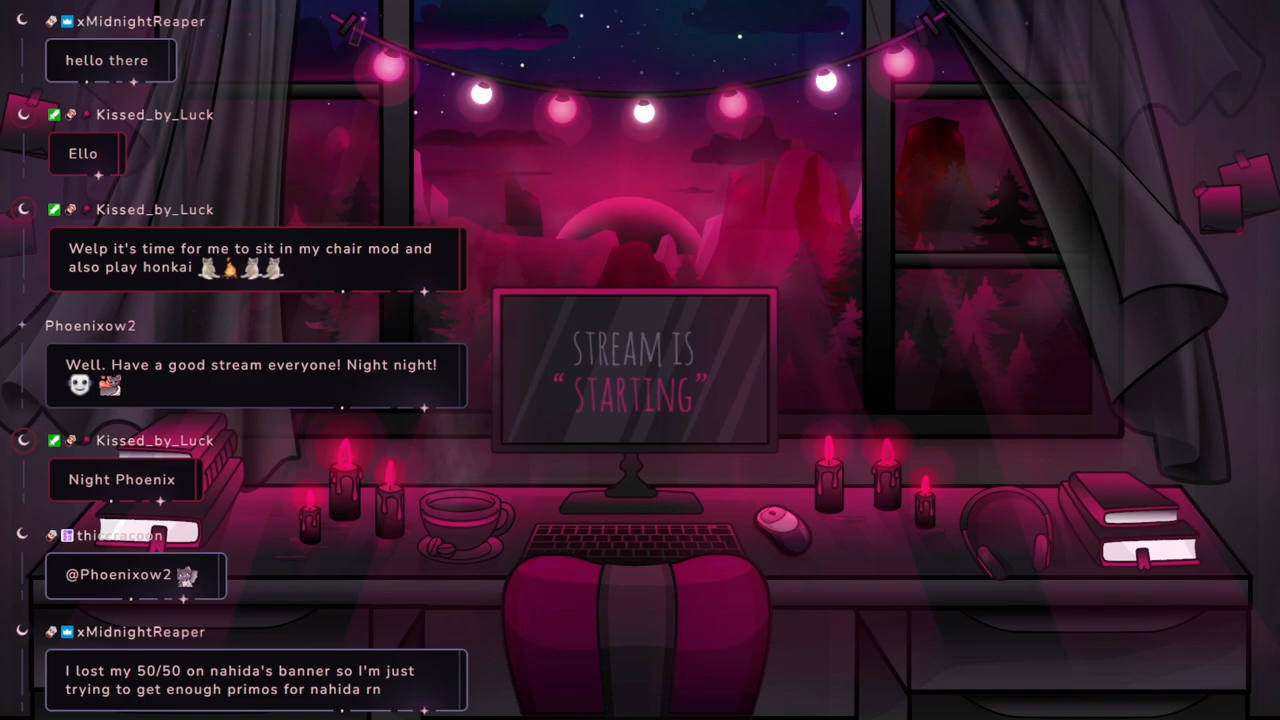 xMidnightReaper
hello there
Kissed_by_Luck
Ello
Kissed_by_Luck
Welp it's time for me to sit in my chair mod and
also play honkai
Phoenixow2
Well. Have a good stream everyone! Night night!
Kissed_by_Luck
Night Phoenix
thiccracoon
@Phoenixow2
xMidnightReaper
I lost my 50/50 on nahida's banner so I'm just
trying to get enough primos for nahida rn
STREAM IS
“ STARTING”